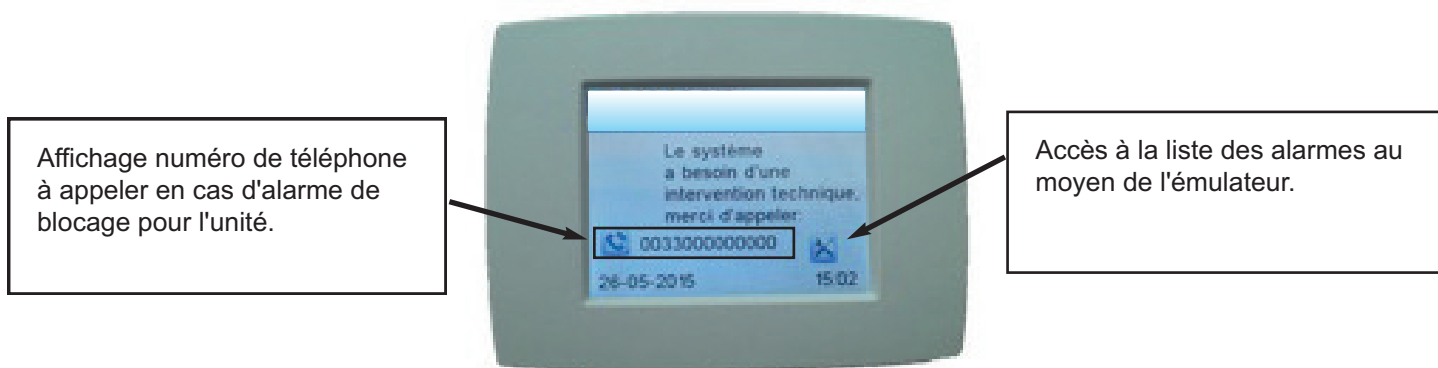 Affichage numéro de téléphone
à appeler en cas d'alarme de
blocage pour l'unité.
Le système
a besoin d'une
intervention technique,
merci d'appeler:
0033000000000
26-05-2015
15:02
Accès à la liste des alarmes au
moyen de l'émulateur.